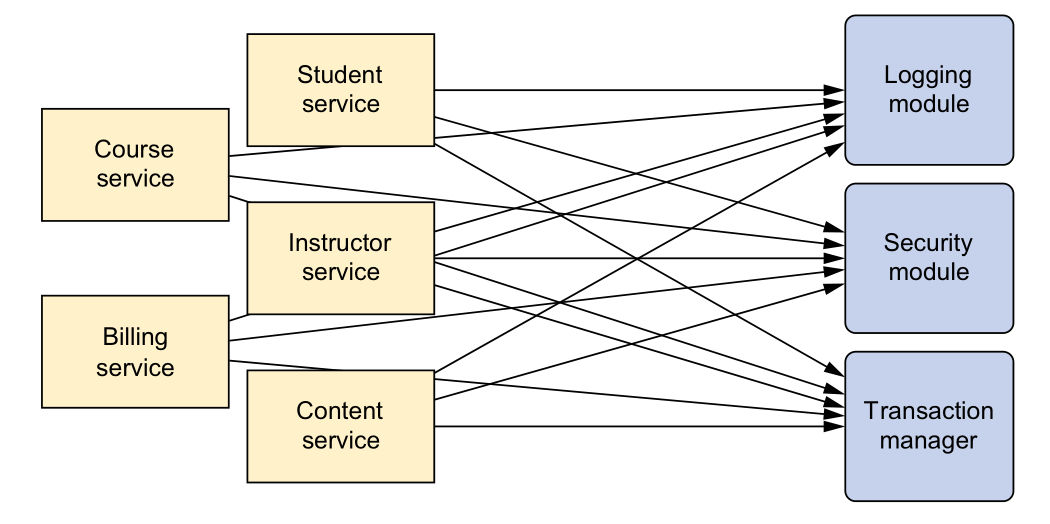 Student
service
Course
service
Instructor
service
Billing
service
Content
service
Logging
module
Security
module
Transaction
manager